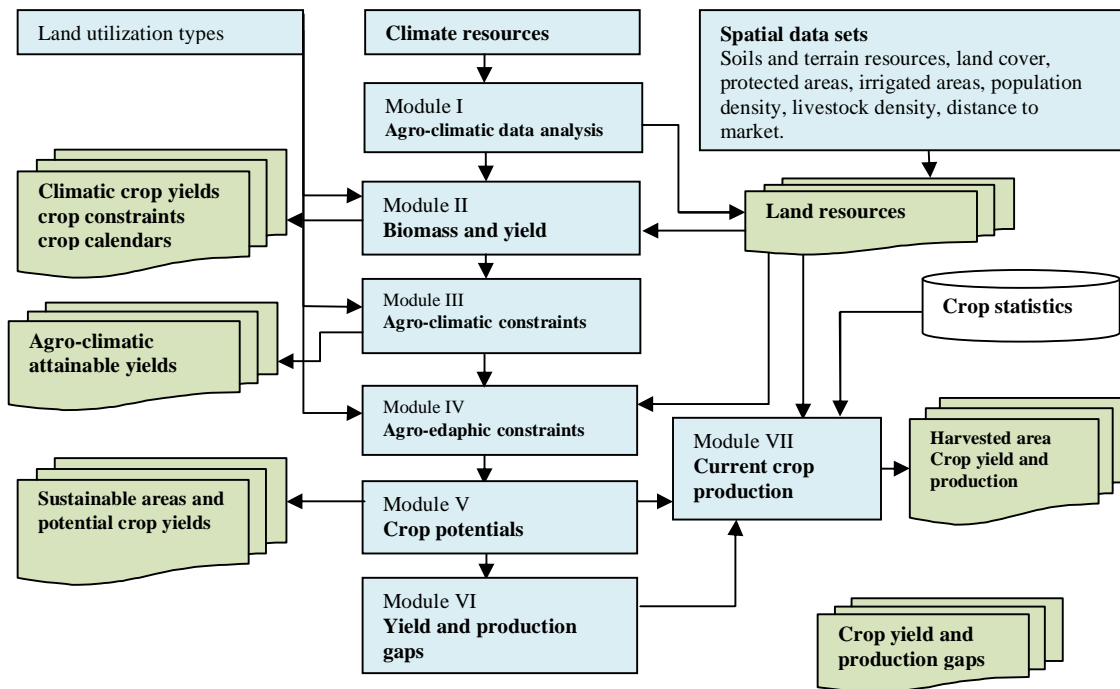 Land utilization types
Climate resources
Spatial data sets
Soils and terrain resources, land cover,
protected areas, irrigated areas, population
density, livestock density, distance to
market.
Module I
Agro-climatic data analysis
Climatic crop yields
crop constraints
crop calendars
Module II
Biomass and yield
Land resources
Module III
Agro-climatic constraints
Crop statistics
Agro-climatic
attainable yields
Module IV
Agro-edaphic constraints
Module VII
Current crop
production
Harvested area
Crop yield and
production
Sustainable areas and
potential crop yields
Module V
Crop potentials
Module VI
Yield and production
gaps
Crop yield and
production gaps